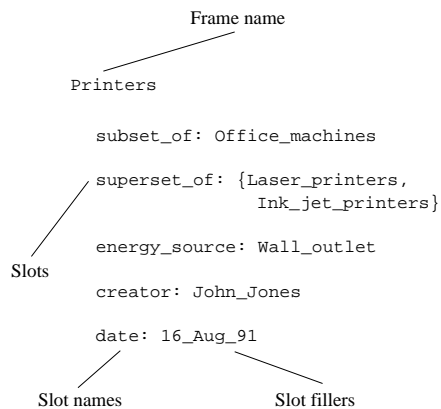 Frame name
Printers
subset_of: Office_machines
superset_of: {Laser_printers,
Ink_jet_printers}
energy_source: Wall_outlet
Slots
creator: John_Jones
date: 16_Aug_91
Slot names Slot fillers